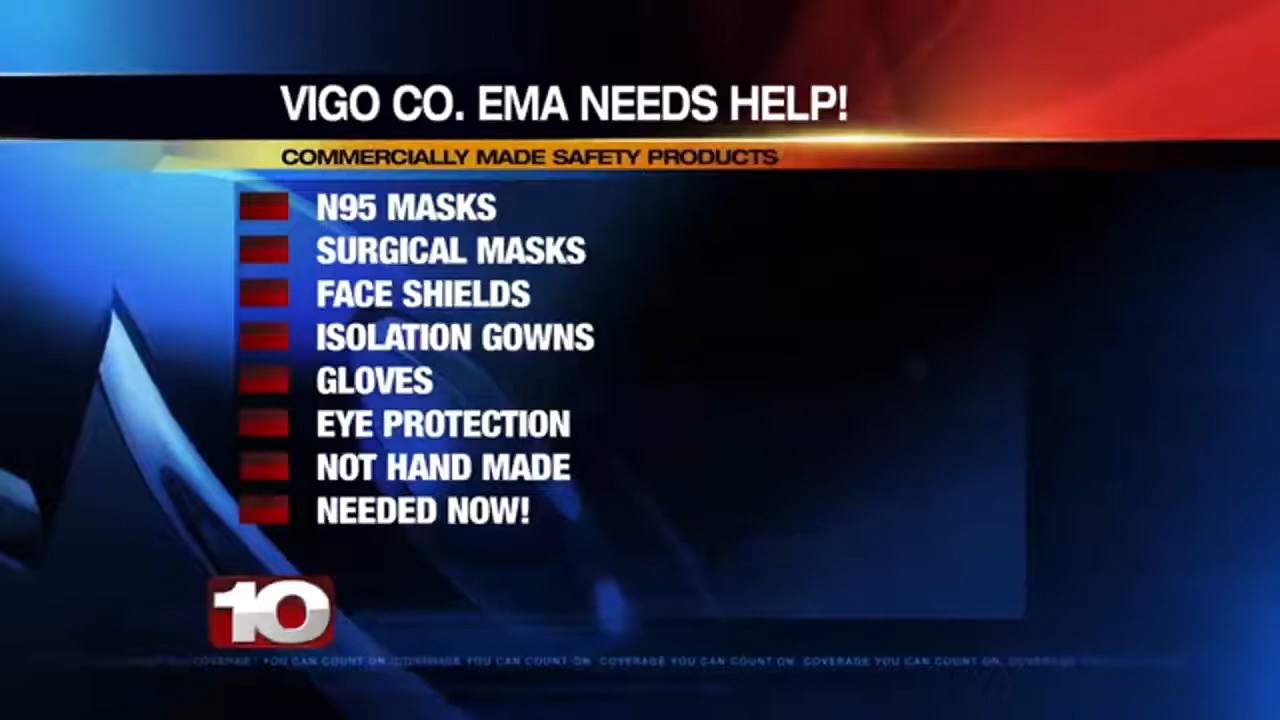 VIGO CO. EMA NEEDS HELP!
COMMERCIALLY MADE SAFETY PRODUCTS
N95 MASKS
SURGICAL MASKS
FACE SHIELDS
ISOLATION GOWNS
GLOVES
EYE PROTECTION
NOT HAND MADE
NEEDED NOW!
10
COVERAGE YOU CAN COUNT ON. COVERAGE YOU CAN COUNT ON. COVERAGE YOU CAN COUNT ON. COVERAGE YOU CAN COUNT ON. COVERAGE